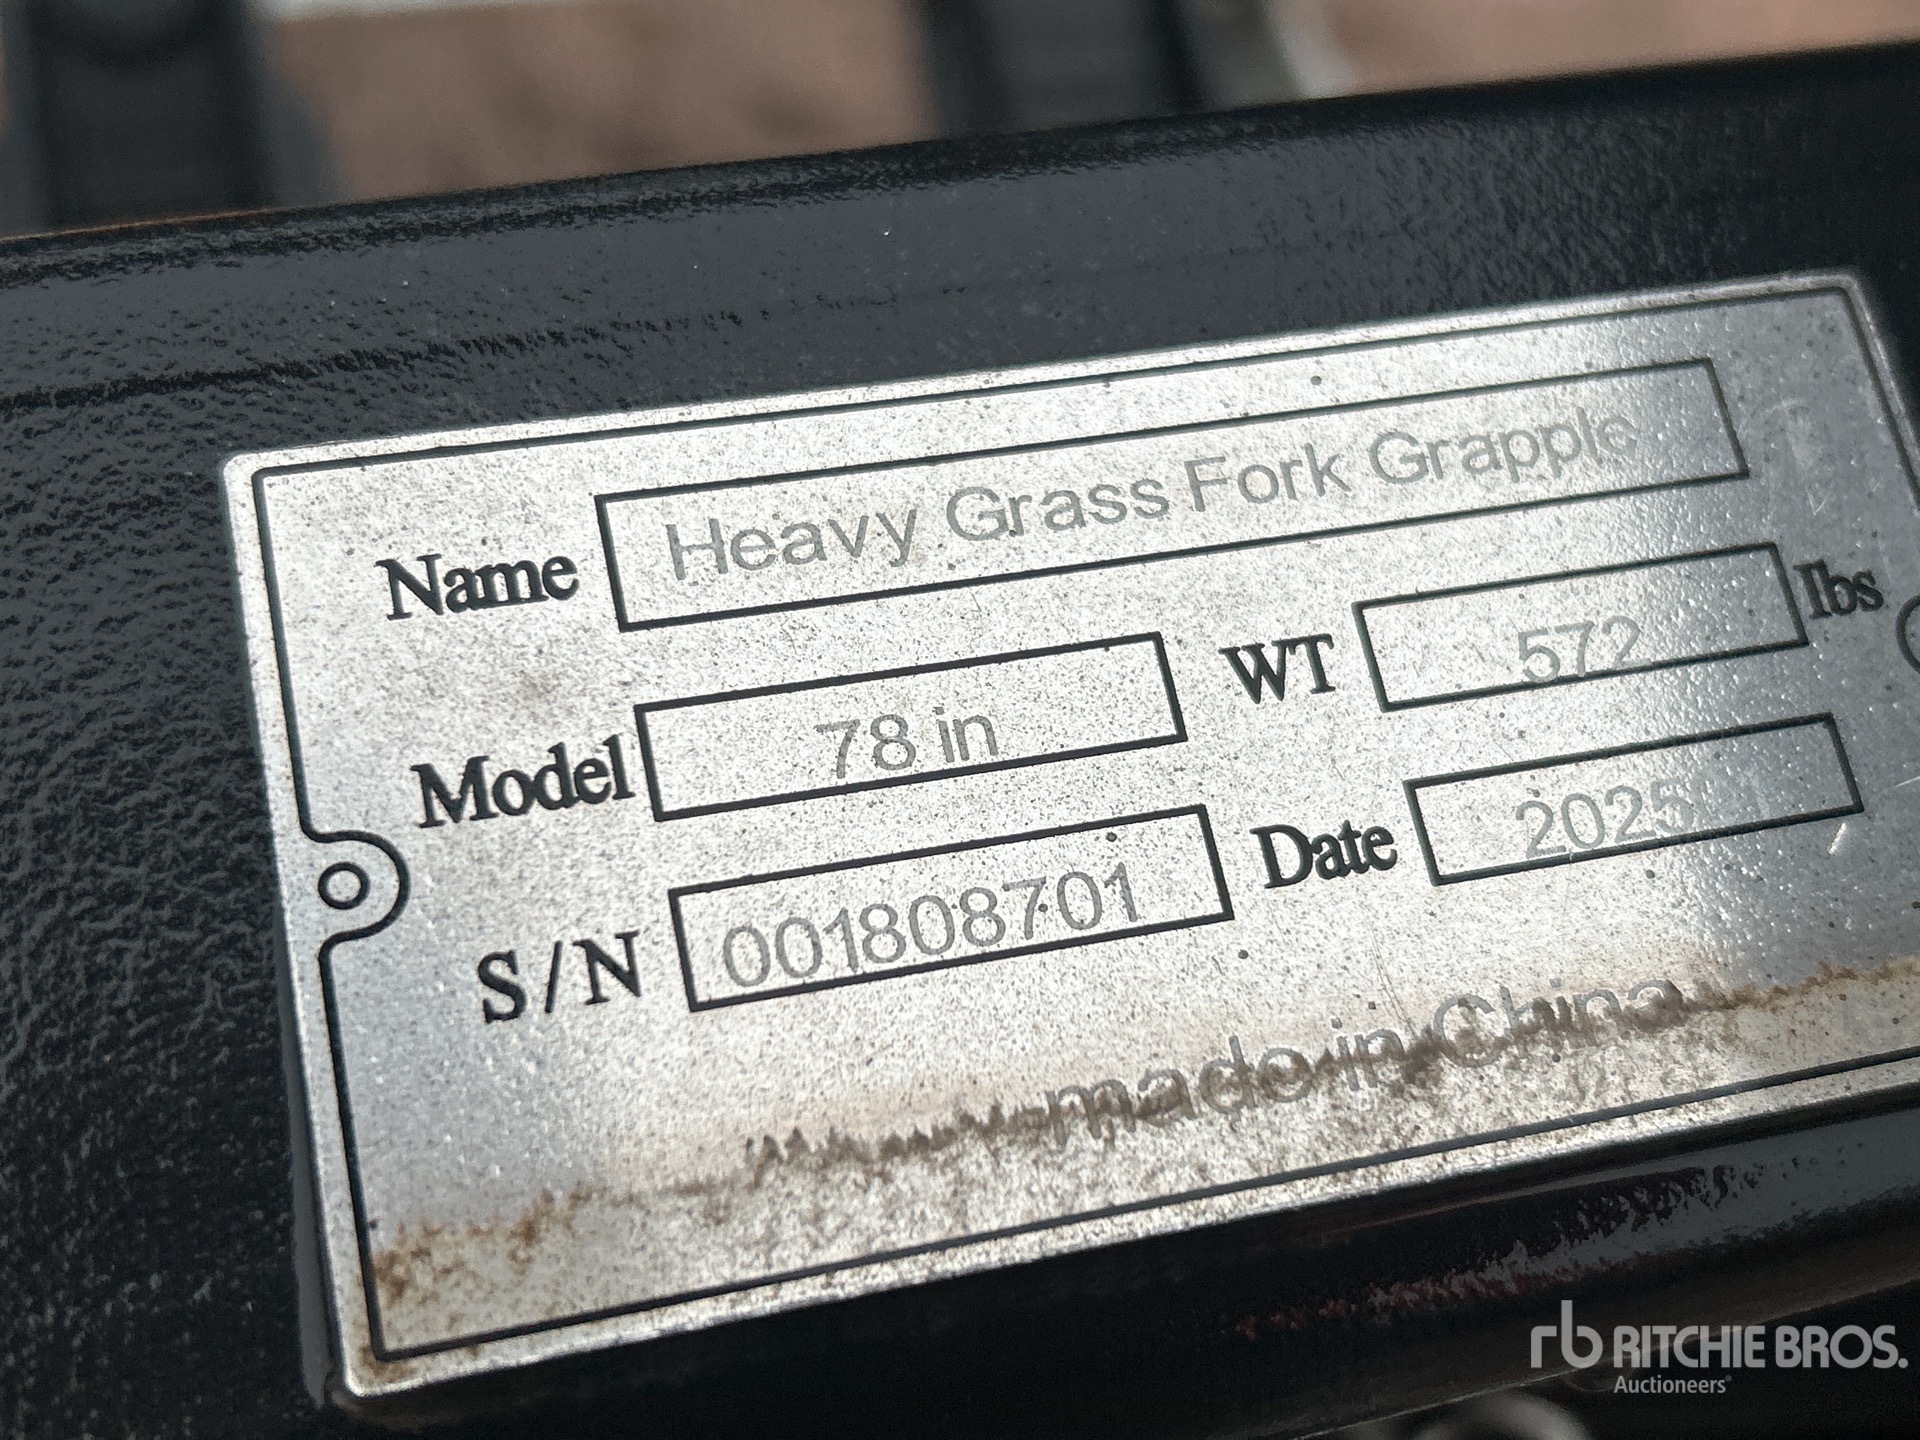 Name Heavy Grass Fork Grapple
Model 78 in WT 572 lbs
S/N 001808701 Date 2025
made in China
rb RITCHIE BROS.
Auctioneers